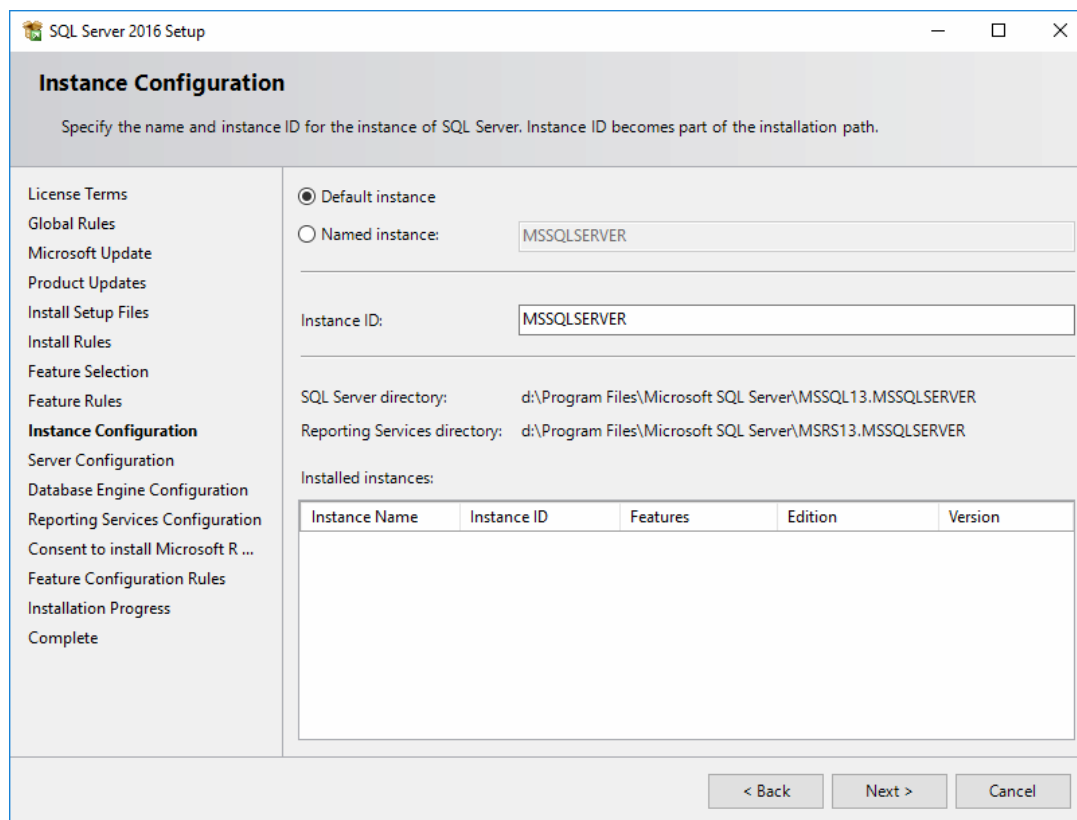 SQL Server 2016 Setup
Instance Configuration
Specify the name and instance ID for the instance of SQL Server. Instance ID becomes part of the installation path.
License Terms
Global Rules
Microsoft Update
Product Updates
Install Setup Files
Install Rules
Feature Selection
Feature Rules
Instance Configuration
Server Configuration
Database Engine Configuration
Reporting Services Configuration
Consent to install Microsoft R ...
Feature Configuration Rules
Installation Progress
Complete
Default instance
Named instance: MSSQLSERVER
Instance ID: MSSQLSERVER
SQL Server directory: d:\Program Files\Microsoft SQL Server\MSSQL13.MSSQLSERVER
Reporting Services directory: d:\Program Files\Microsoft SQL Server\MSRS13.MSSQLSERVER
Installed instances:
Instance Name Instance ID Features Edition Version
< Back Next > Cancel